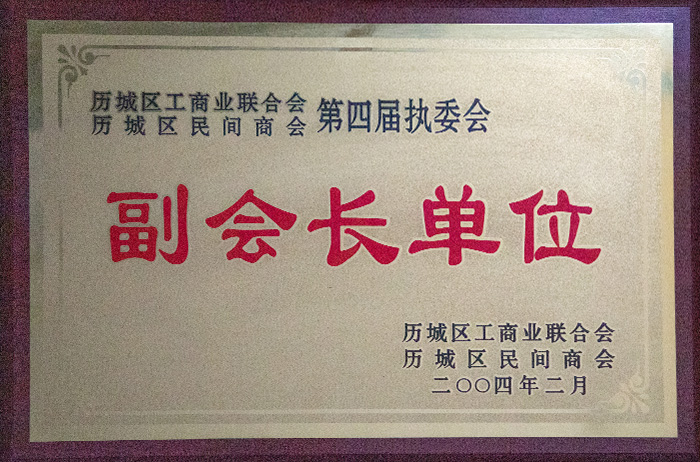 历城区工商业联合会
历城区民间商会
第四届执委会
副会长单位
历城区工商业联合会
历城区民间商会
二〇〇四年二月